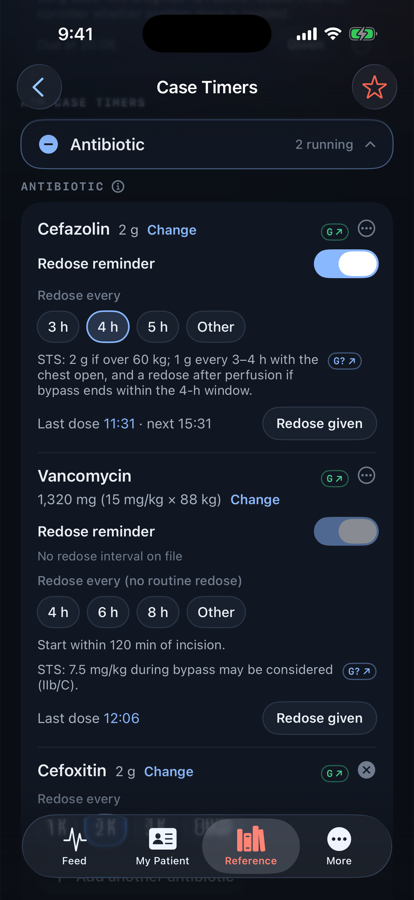 9:41
Case Timers
CASE TIMERS
Antibiotic
2 running
ANTIBIOTIC
Cefazolin 2 g Change
G ↗
Redose reminder
Redose every
3 h
4 h
5 h
Other
STS: 2 g if over 60 kg; 1 g every 3–4 h with the
G? ↗
chest open, and a redose after perfusion if
bypass ends within the 4-h window.
Last dose 11:31 · next 15:31
Redose given
Vancomycin
G ↗
1,320 mg (15 mg/kg × 88 kg) Change
Redose reminder
No redose interval on file
Redose every (no routine redose)
4 h
6 h
8 h
Other
Start within 120 min of incision.
STS: 7.5 mg/kg during bypass may be considered
G? ↗
(IIb/C).
Last dose 12:06
Redose given
Cefoxitin 2 g Change
G ↗
Redose every
Feed
My Patient
Reference
More
Add another antibiotic